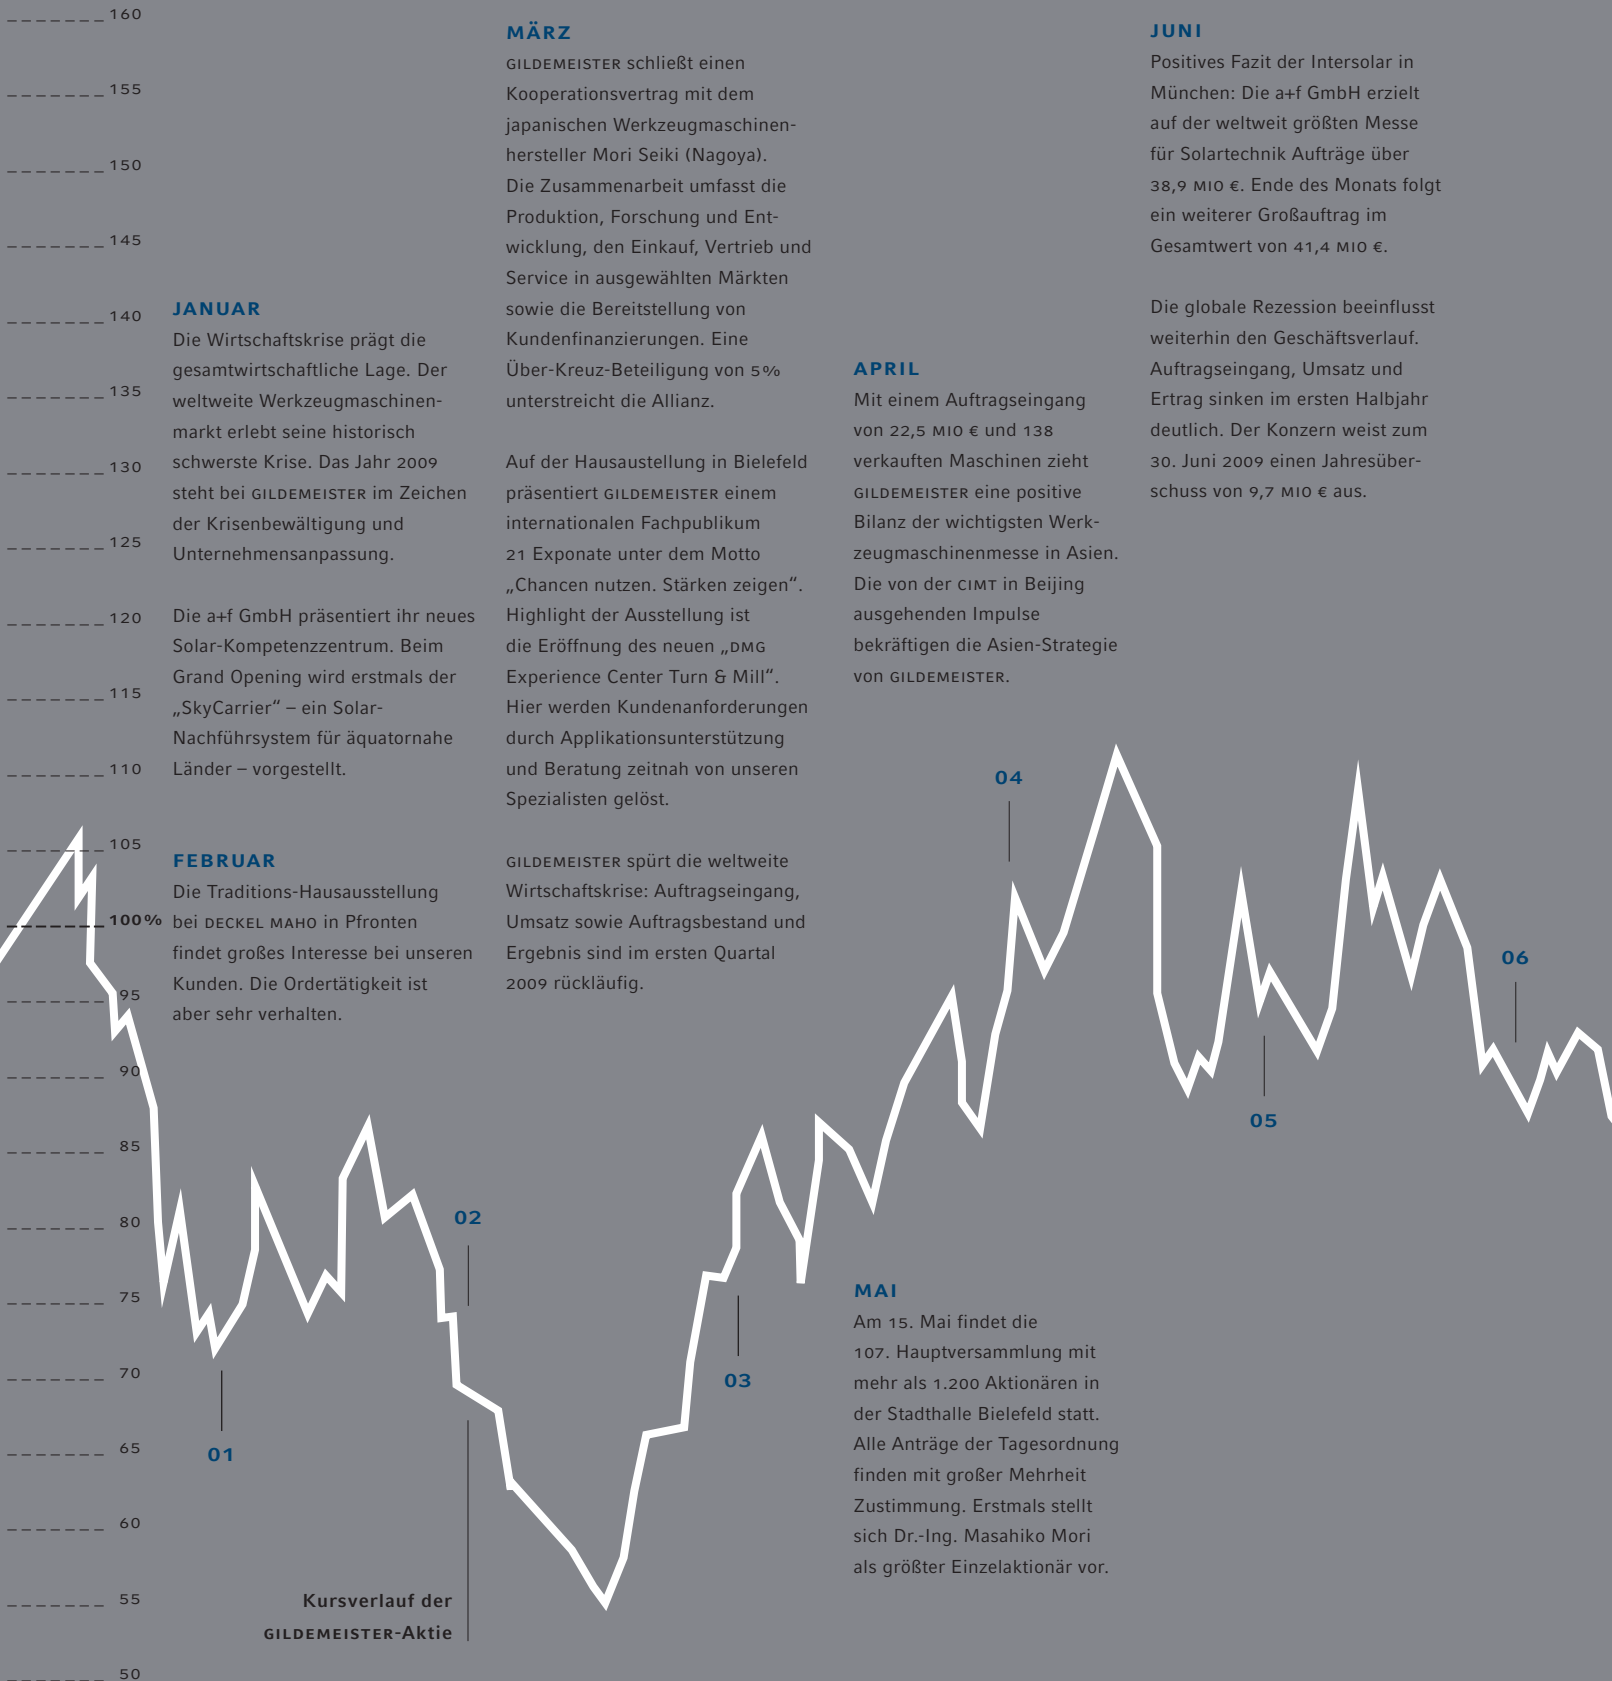 160
155
150
145
140
135
130
125
120
115
110
105
100%
95
90
85
80
75
70
65
60
55
50
JANUAR
Die Wirtschaftskrise prägt die
gesamtwirtschaftliche Lage. Der
weltweite Werkzeugmaschinen-
markt erlebt seine historisch
schwerste Krise. Das Jahr 2009
steht bei GILDEMEISTER im Zeichen
der Krisenbewältigung und
Unternehmensanpassung.
Die a+f GmbH präsentiert ihr neues
Solar-Kompetenzzentrum. Beim
Grand Opening wird erstmals der
„SkyCarrier“ – ein Solar-
Nachführsystem für äquatornahe
Länder – vorgestellt.
FEBRUAR
Die Traditions-Hausausstellung
bei DECKEL MAHO in Pfronten
findet großes Interesse bei unseren
Kunden. Die Ordertätigkeit ist
aber sehr verhalten.
MÄRZ
GILDEMEISTER schließt einen
Kooperationsvertrag mit dem
japanischen Werkzeugmaschinen-
hersteller Mori Seiki (Nagoya).
Die Zusammenarbeit umfasst die
Produktion, Forschung und Ent-
wicklung, den Einkauf, Vertrieb und
Service in ausgewählten Märkten
sowie die Bereitstellung von
Kundenfinanzierungen. Eine
Über-Kreuz-Beteiligung von 5%
unterstreicht die Allianz.
Auf der Hausaustellung in Bielefeld
präsentiert GILDEMEISTER einem
internationalen Fachpublikum
21 Exponate unter dem Motto
„Chancen nutzen. Stärken zeigen“.
Highlight der Ausstellung ist
die Eröffnung des neuen „DMG
Experience Center Turn & Mill“.
Hier werden Kundenanforderungen
durch Applikationsunterstützung
und Beratung zeitnah von unseren
Spezialisten gelöst.
GILDEMEISTER spürt die weltweite
Wirtschaftskrise: Auftragseingang,
Umsatz sowie Auftragsbestand und
Ergebnis sind im ersten Quartal
2009 rückläufig.
APRIL
Mit einem Auftragseingang
von 22,5 MIO € und 138
verkauften Maschinen zieht
GILDEMEISTER eine positive
Bilanz der wichtigsten Werk-
zeugmaschinenmesse in Asien.
Die von der CIMT in Beijing
ausgehenden Impulse
bekräftigen die Asien-Strategie
von GILDEMEISTER.
MAI
Am 15. Mai findet die
107. Hauptversammlung mit
mehr als 1.200 Aktionären in
der Stadthalle Bielefeld statt.
Alle Anträge der Tagesordnung
finden mit großer Mehrheit
Zustimmung. Erstmals stellt
sich Dr.-Ing. Masahiko Mori
als größter Einzelaktionär vor.
JUNI
Positives Fazit der Intersolar in
München: Die a+f GmbH erzielt
auf der weltweit größten Messe
für Solartechnik Aufträge über
38,9 MIO €. Ende des Monats folgt
ein weiterer Großauftrag im
Gesamtwert von 41,4 MIO €.
Die globale Rezession beeinflusst
weiterhin den Geschäftsverlauf.
Auftragseingang, Umsatz und
Ertrag sinken im ersten Halbjahr
deutlich. Der Konzern weist zum
30. Juni 2009 einen Jahresüber-
schuss von 9,7 MIO € aus.
01
02
03
04
05
06
Kursverlauf der
GILDEMEISTER-Aktie